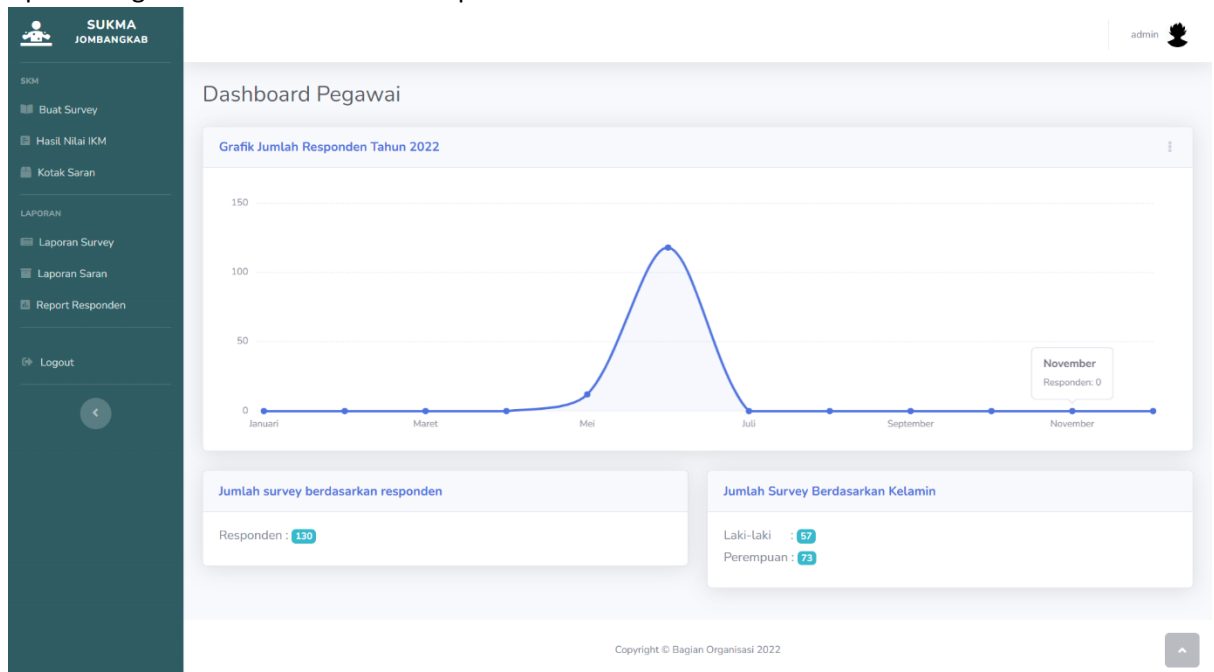 SUKMA
JOMBANGKAB
admin
SKM
Buat Survey
Hasil Nilai IKM
Kotak Saran
LAPORAN
Laporan Survey
Laporan Saran
Report Responden
Logout
Dashboard Pegawai
Grafik Jumlah Responden Tahun 2022
150
100
50
0
November
Responden: 0
Januari Maret Mei Juli September November
Jumlah survey berdasarkan responden
Responden : 130
Jumlah Survey Berdasarkan Kelamin
Laki-laki : 57
Perempuan : 73
Copyright © Bagian Organisasi 2022